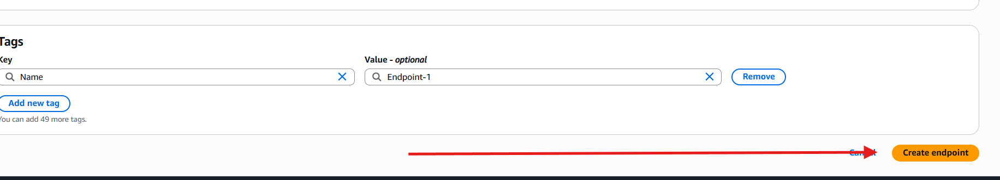 Tags
Key
Value - optional
Name
Endpoint-1
Remove
Add new tag
You can add 49 more tags.
Create endpoint